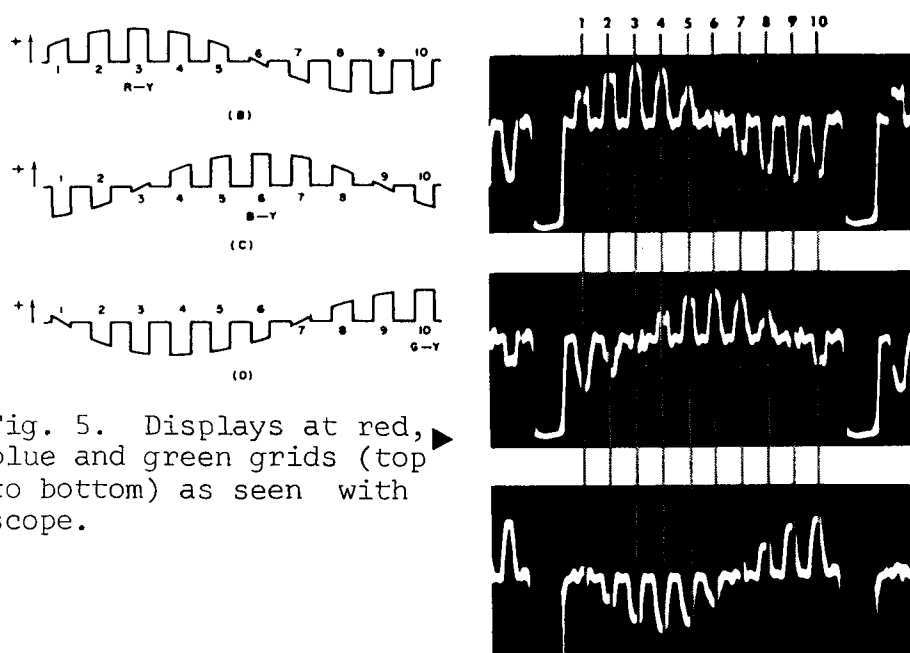 + 1 2 3 4 5 6 7 8 9 10
R-Y
(B)
+ 1 2 3 4 5 6 7 8 9 10
B-Y
(C)
+ 1 2 3 4 5 6 7 8 9 10
G-Y
(D)
Fig. 5. Displays at red,
blue and green grids (top
to bottom) as seen with
scope.
1 2 3 4 5 6 7 8 9 10